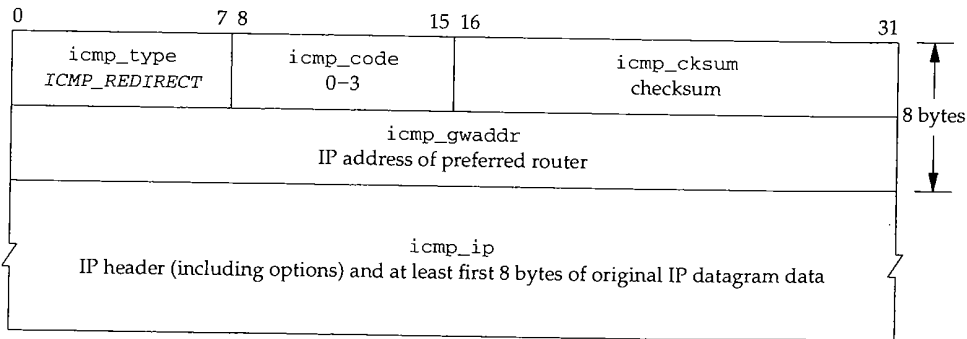 0 7 8 15 16 31
icmp_type icmp_code icmp_cksum
ICMP_REDIRECT 0–3 checksum
8 bytes
icmp_gwaddr
IP address of preferred router
icmp_ip
IP header (including options) and at least first 8 bytes of original IP datagram data